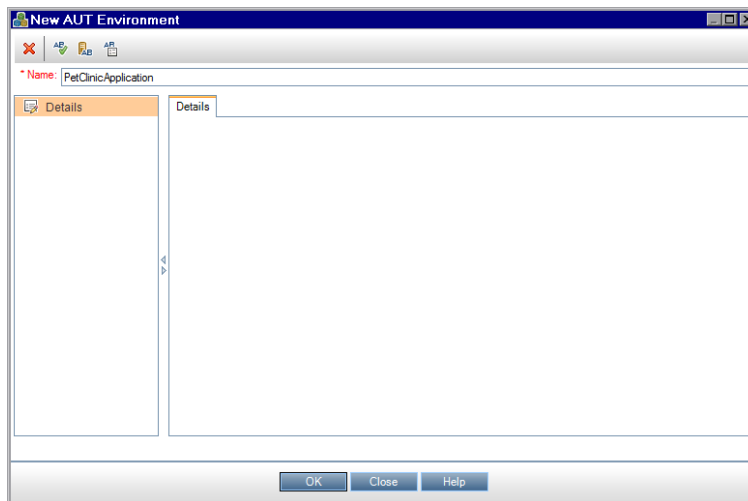 New AUT Environment
* Name: PetClinicApplication
Details
Details
OK Close Help